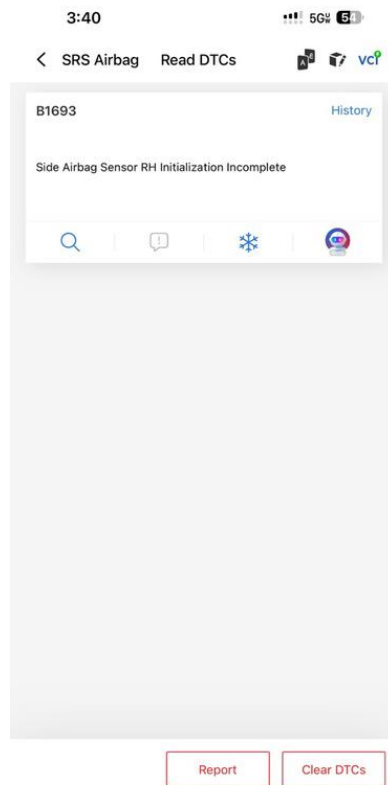 3:40 5G 54
SRS Airbag Read DTCs VCI
B1693 History
Side Airbag Sensor RH Initialization Incomplete
Report Clear DTCs